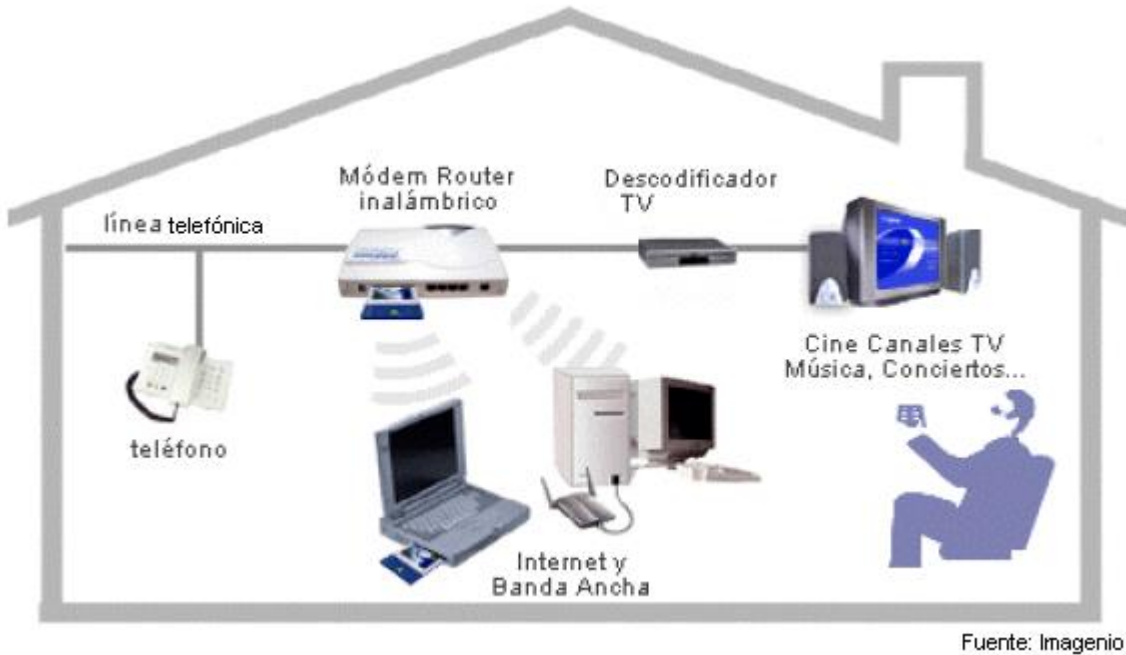 Módem Router
inalámbrico
Descodificador
TV
línea telefónica
Cine Canales TV
Música, Conciertos...
teléfono
Internet y
Banda Ancha
Fuente: Imagenio